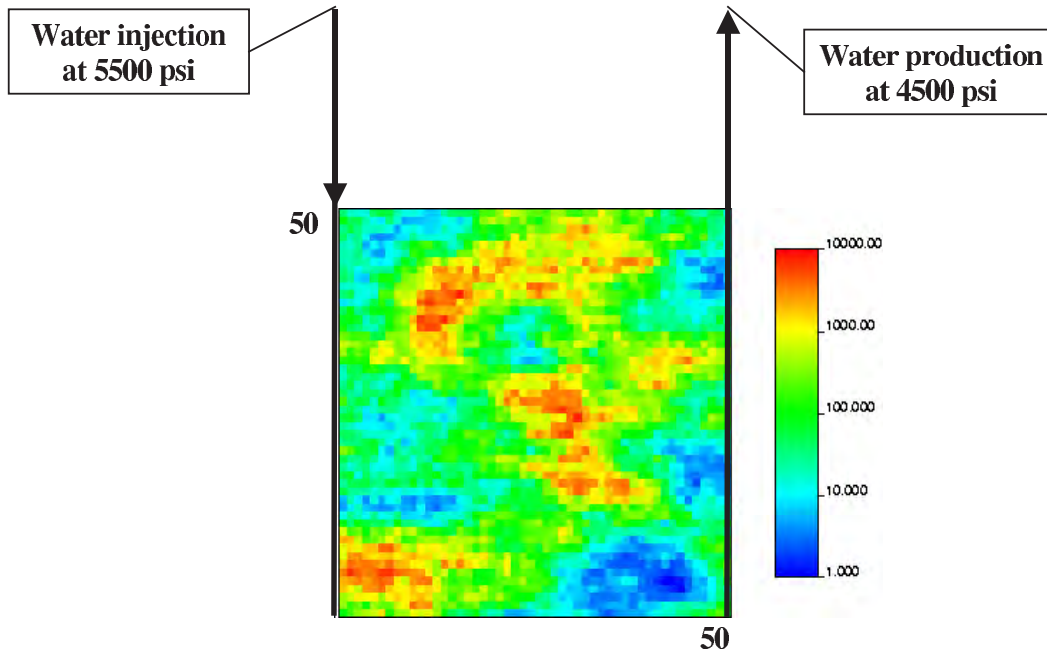 Water injection
at 5500 psi
Water production
at 4500 psi
50
10000.00
1000.00
100.000
10.000
1.000
50